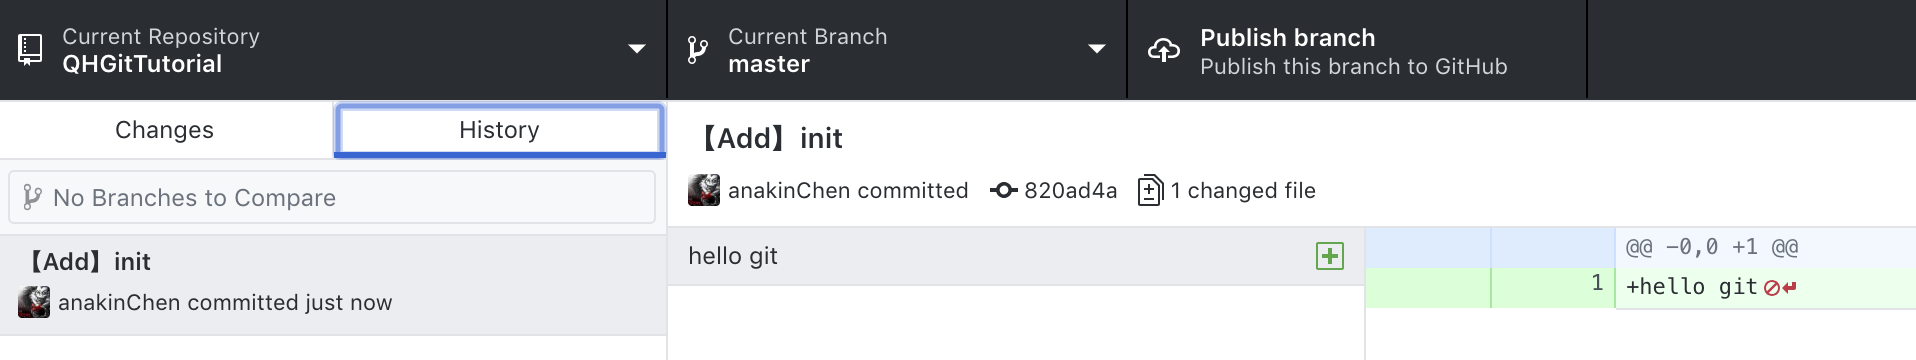 Current Repository
QHGitTutorial
Current Branch
master
Publish branch
Publish this branch to GitHub
Changes
History
No Branches to Compare
【Add】init
anakinChen committed just now
【Add】init
anakinChen committed 820ad4a 1 changed file
hello git
@@ -0,0 +1 @@
1 +hello git